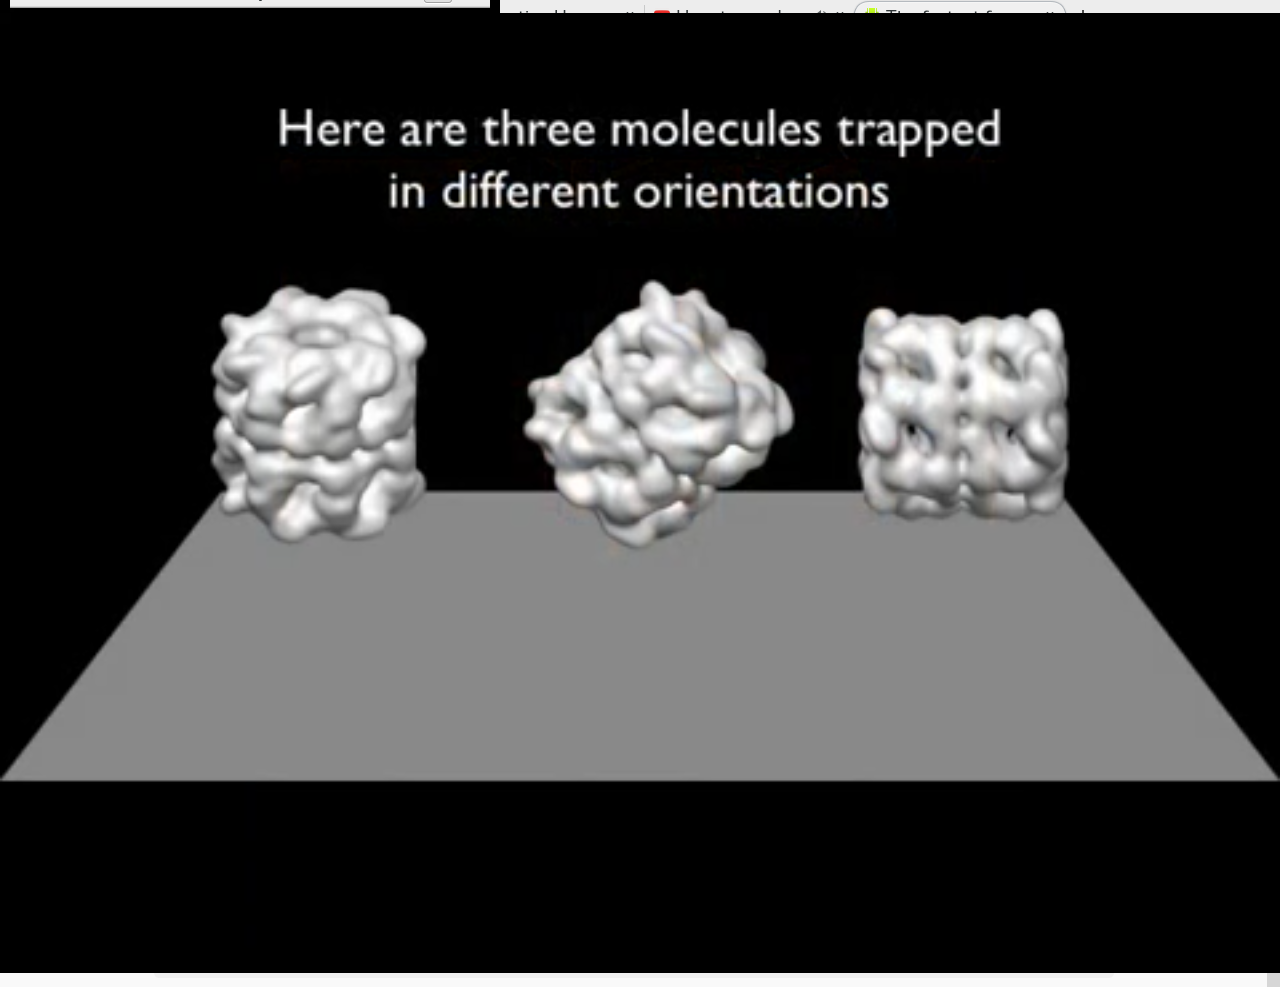 Here are three molecules trapped
in different orientations